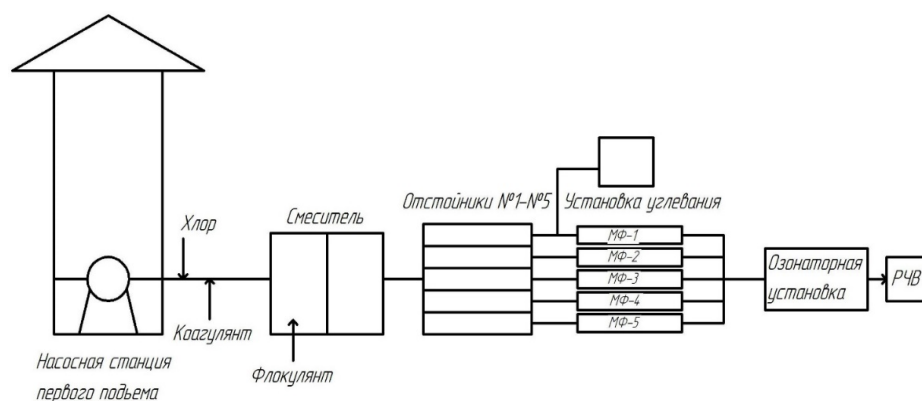 Хлор
Смеситель
Отстойники №1-№5
Установка углевания
МФ-1
МФ-2
МФ-3
МФ-4
МФ-5
Озонаторная
установка
РЧВ
Коагулянт
Флокулянт
Насосная станция
первого подьема